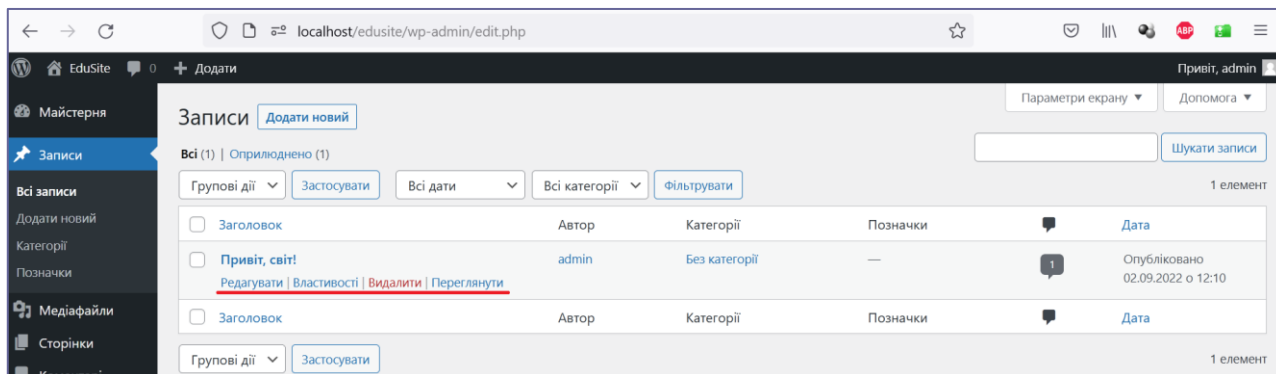 localhost/edusite/wp-admin/edit.php
ABP
EduSite 0 + Додати Привіт, admin
Майстерня
Записи
Всі записи
Додати новий
Категорії
Позначки
Медіафайли
Сторінки
Параметри екрану ▼ Допомога ▼
Записи Додати новий
Всі (1) | Оприлюднено (1) Шукати записи
Групові дії Застосувати Всі дати Всі категорії Фільтрувати 1 елемент
Заголовок Автор Категорії Позначки Дата
Привіт, світ! admin Без категорії — 1 Опубліковано
Редагувати | Властивості | Видалити | Переглянути 02.09.2022 о 12:10
Заголовок Автор Категорії Позначки Дата
Групові дії Застосувати 1 елемент